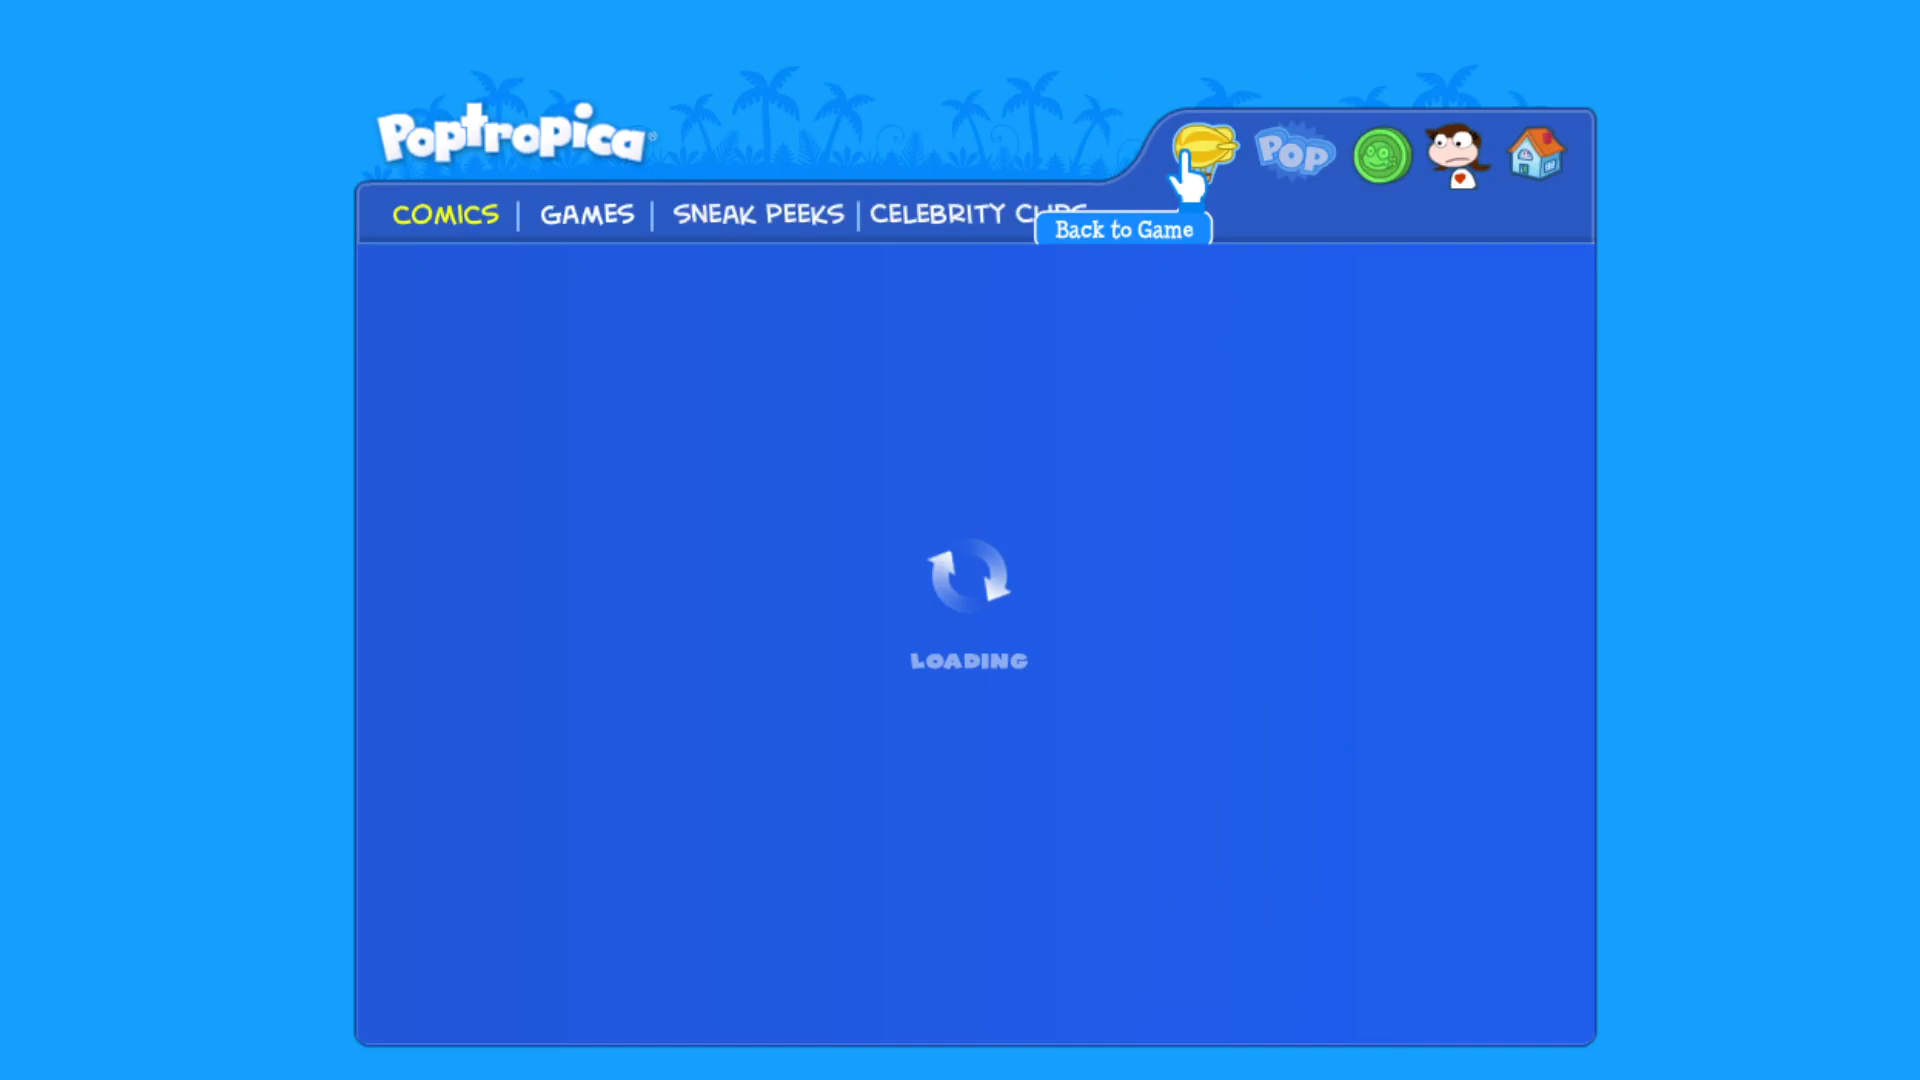 Poptropica®
POP
COMICS | GAMES | SNEAK PEEKS | CELEBRITY
Back to Game
LOADING